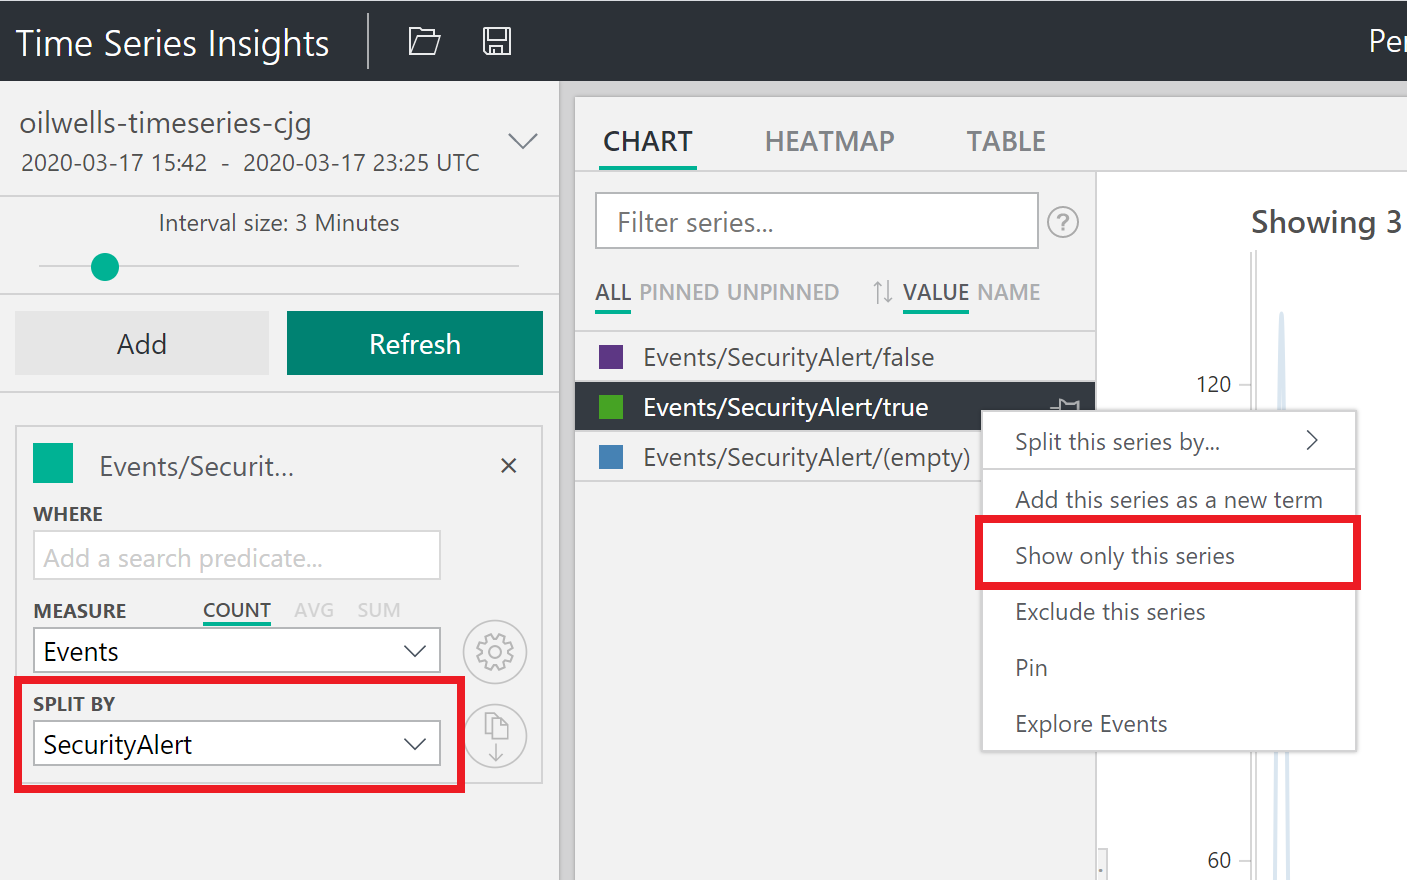 Time Series Insights
oilwells-timeseries-cjg
2020-03-17 15:42 - 2020-03-17 23:25 UTC
Interval size: 3 Minutes
Add
Refresh
Events/Securit...
WHERE
Add a search predicate...
MEASURE COUNT AVG SUM
Events
SPLIT BY
SecurityAlert
CHART HEATMAP TABLE
Filter series...
?
ALL PINNED UNPINNED VALUE NAME
Events/SecurityAlert/false
Events/SecurityAlert/true
Events/SecurityAlert/(empty)
Split this series by...
Add this series as a new term
Show only this series
Exclude this series
Pin
Explore Events
Showing 3
120
60